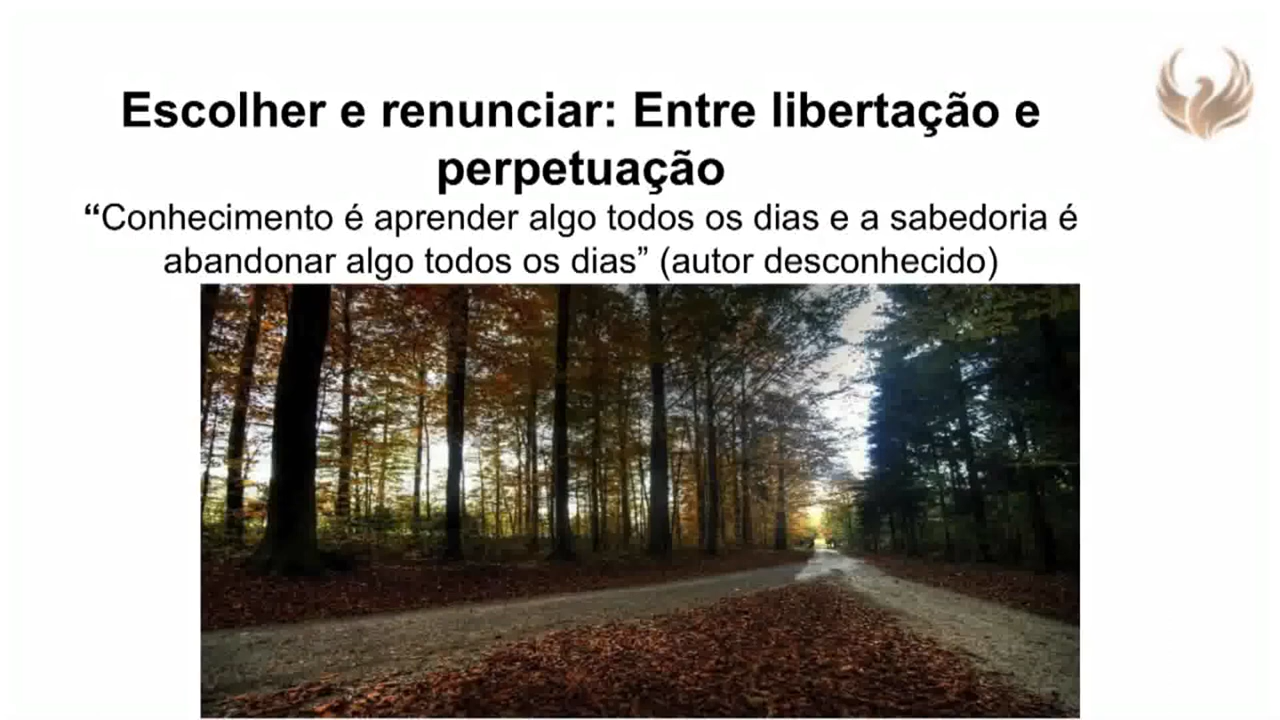 Escolher e renunciar: Entre libertação e
perpetuação
“Conhecimento é aprender algo todos os dias e a sabedoria é
abandonar algo todos os dias” (autor desconhecido)